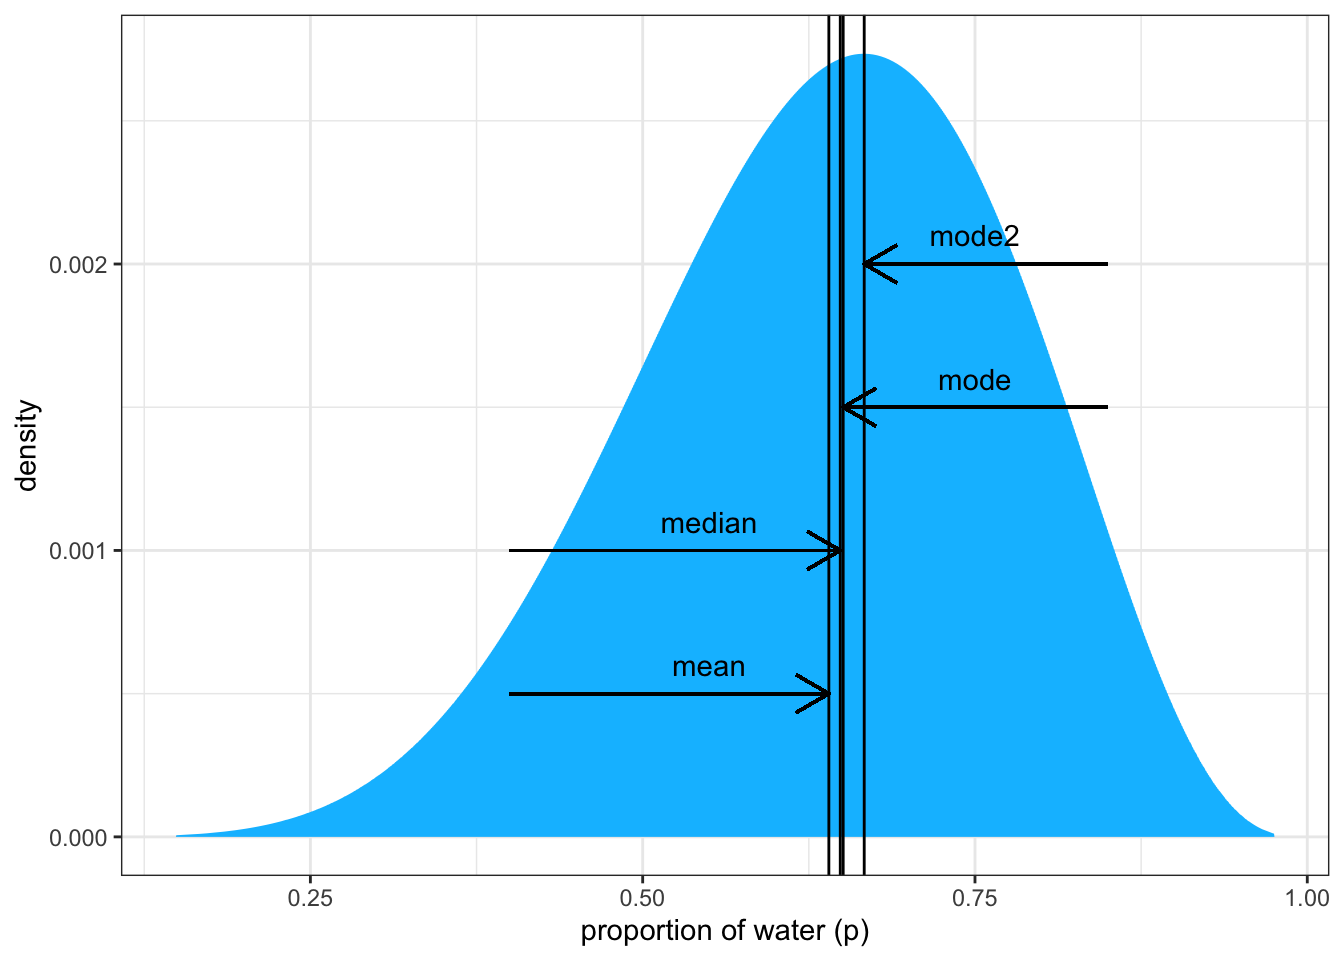 mode2
0.002
mode
density
median
0.001
mean
0.000
0.25 0.50 0.75 1.00
proportion of water (p)